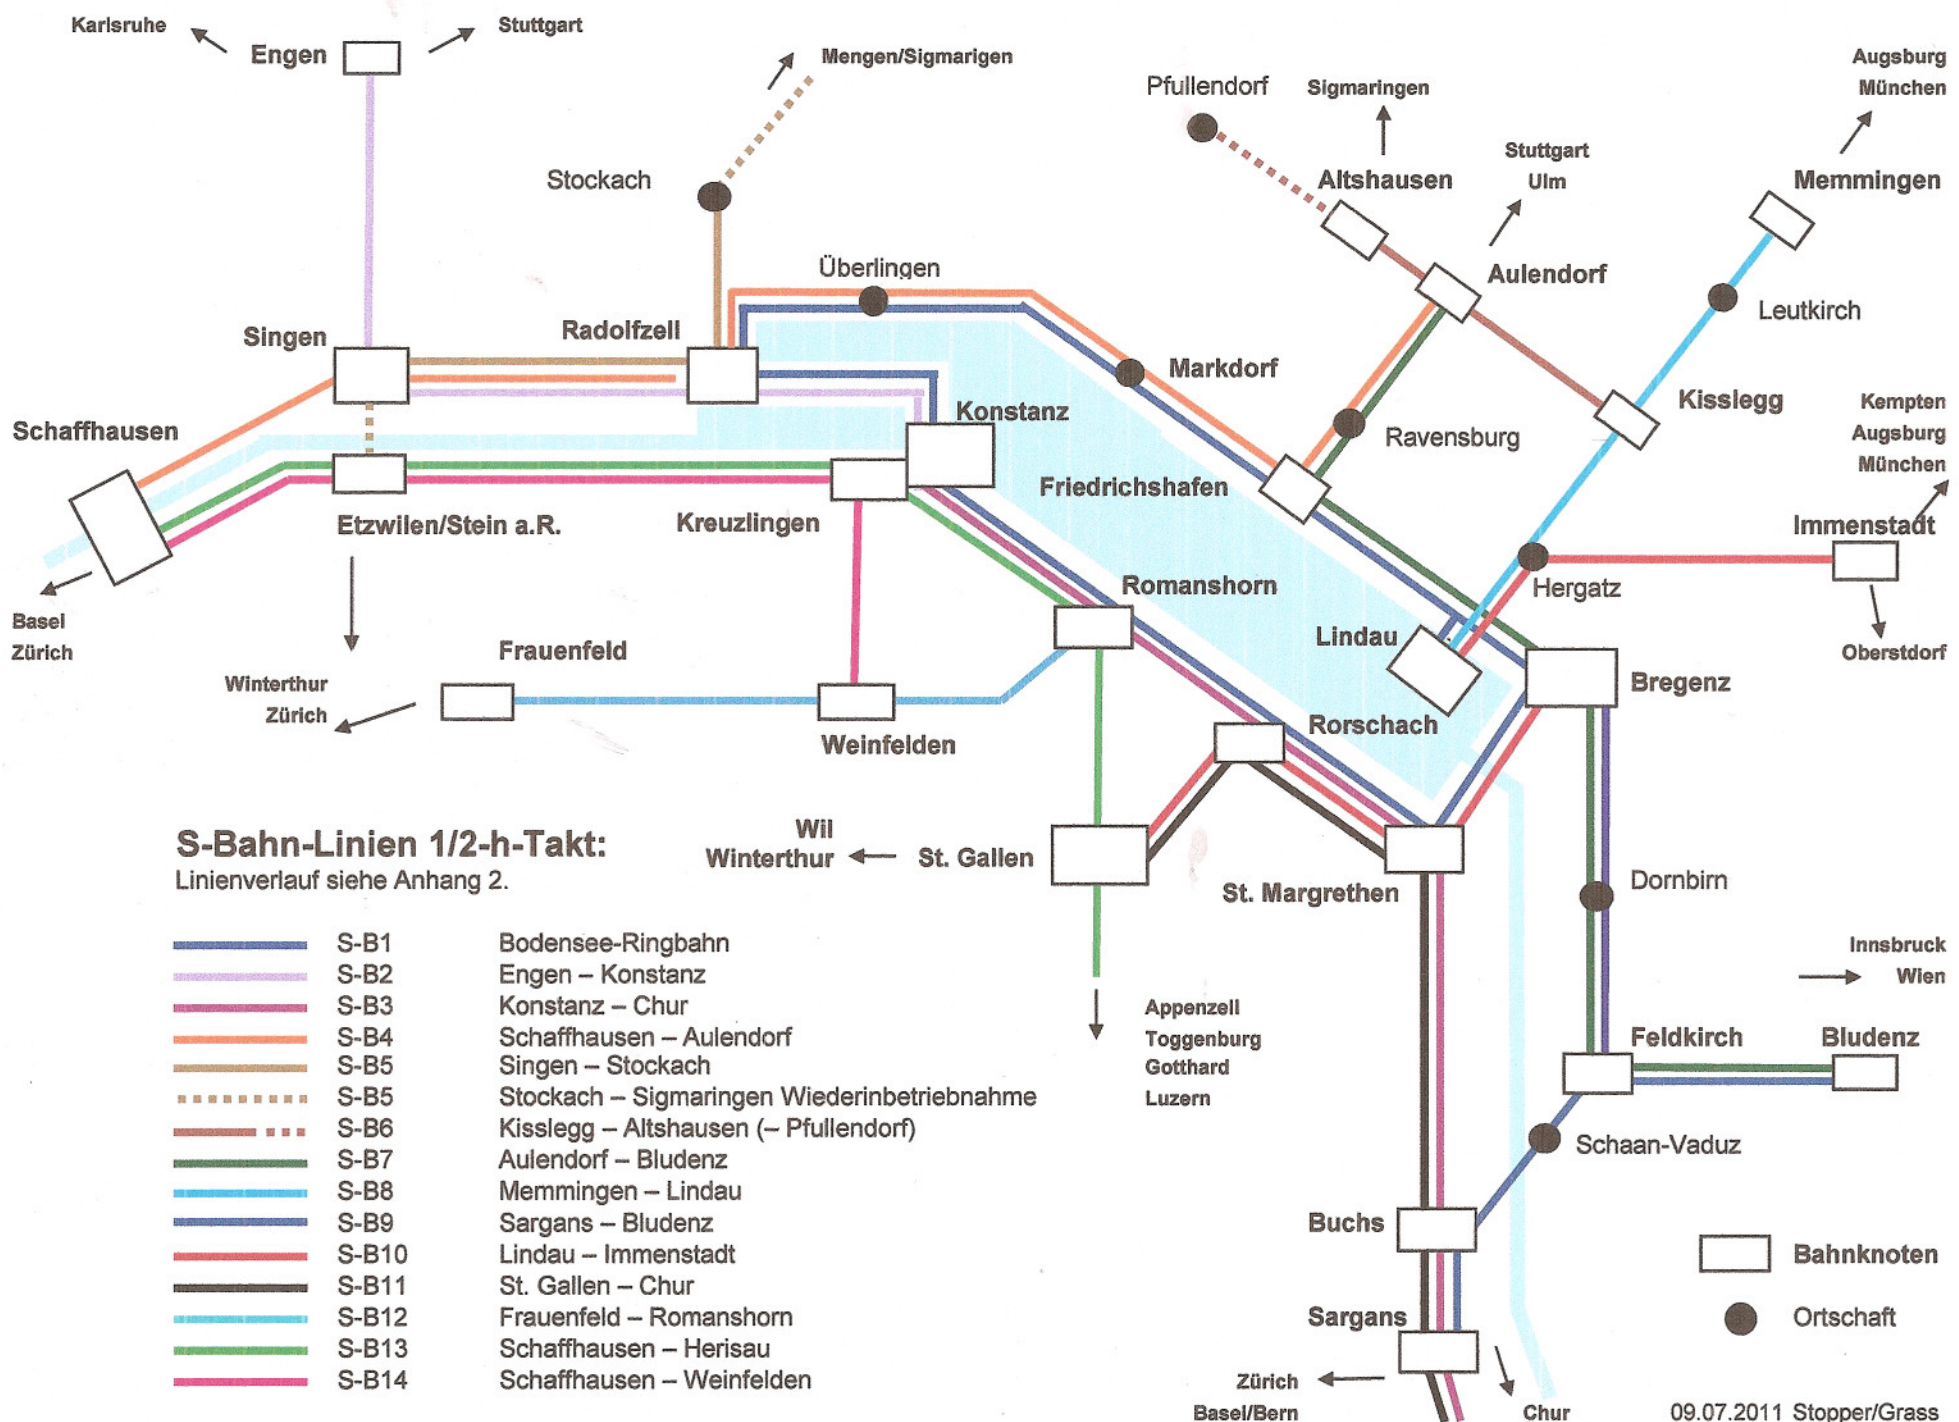 Karlsruhe
Stuttgart
Engen
Mengen/Sigmarigen
Augsburg
München
Pfullendorf
Sigmaringen
Stuttgart
Ulm
Stockach
Altshausen
Memmingen
Überlingen
Aulendorf
Leutkirch
Singen
Radolfzell
Markdorf
Kisslegg
Kempten
Augsburg
München
Schaffhausen
Konstanz
Ravensburg
Friedrichshafen
Etzwilen/Stein a.R.
Kreuzlingen
Immenstadt
Romanshorn
Hergatz
Basel
Zürich
Lindau
Oberstdorf
Frauenfeld
Winterthur
Zürich
Bregenz
Rorschach
Weinfelden
Wil
Winterthur
St. Gallen
St. Margrethen
Dornbirn
Innsbruck
Wien
Appenzell
Toggenburg
Gotthard
Luzern
Feldkirch
Bludenz
Schaan-Vaduz
Buchs
Sargans
Zürich
Basel/Bern
Chur
S-Bahn-Linien 1/2-h-Takt:
Linienverlauf siehe Anhang 2.
S-B1 Bodensee-Ringbahn
S-B2 Engen – Konstanz
S-B3 Konstanz – Chur
S-B4 Schaffhausen – Aulendorf
S-B5 Singen – Stockach
S-B5 Stockach – Sigmaringen Wiederinbetriebnahme
S-B6 Kisslegg – Altshausen (– Pfullendorf)
S-B7 Aulendorf – Bludenz
S-B8 Memmingen – Lindau
S-B9 Sargans – Bludenz
S-B10 Lindau – Immenstadt
S-B11 St. Gallen – Chur
S-B12 Frauenfeld – Romanshorn
S-B13 Schaffhausen – Herisau
S-B14 Schaffhausen – Weinfelden
Bahnknoten
Ortschaft
09.07.2011 Stopper/Grass